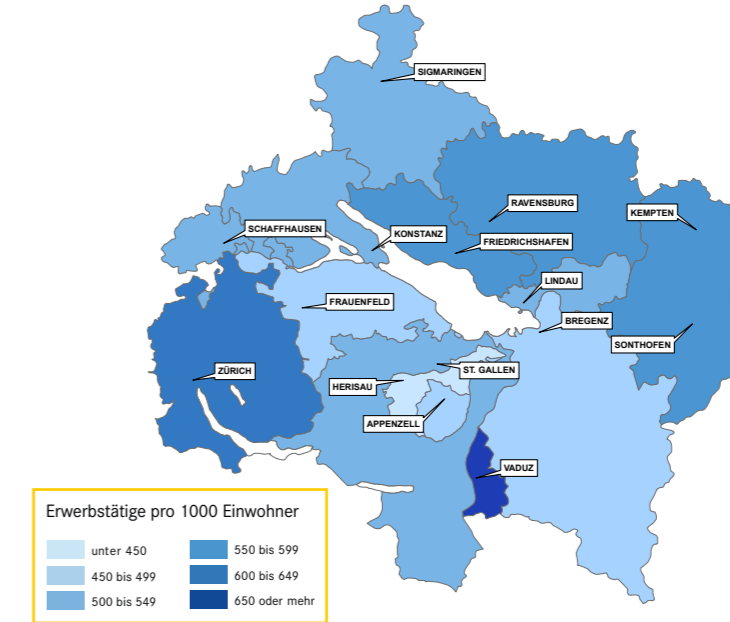 SIGMARINGEN
RAVENSBURG
KEMPTEN
SCHAFFHAUSEN
KONSTANZ
FRIEDRICHSHAFEN
LINDAU
FRAUENFELD
BREGENZ
SONTHOFEN
ZÜRICH
ST. GALLEN
HERISAU
APPENZELL
VADUZ
Erwerbstätige pro 1000 Einwohner
unter 450
450 bis 499
500 bis 549
550 bis 599
600 bis 649
650 oder mehr